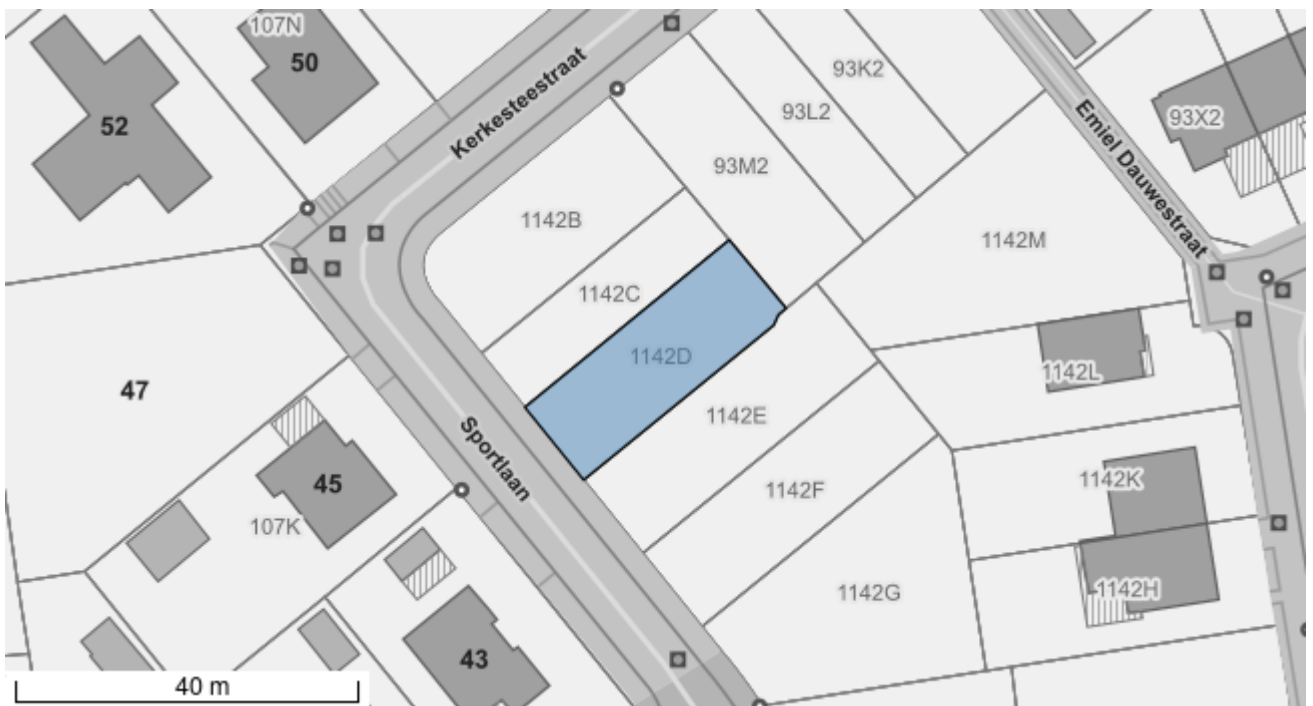 107N
50
52
Kerkesteestraat
93K2
93L2
93M2
93X2
Emiel Dauwestraat
1142B
1142M
1142C
1142D
1142L
47
1142E
Sportlaan
45
107K
1142F
1142K
1142G
1142H
43
40 m